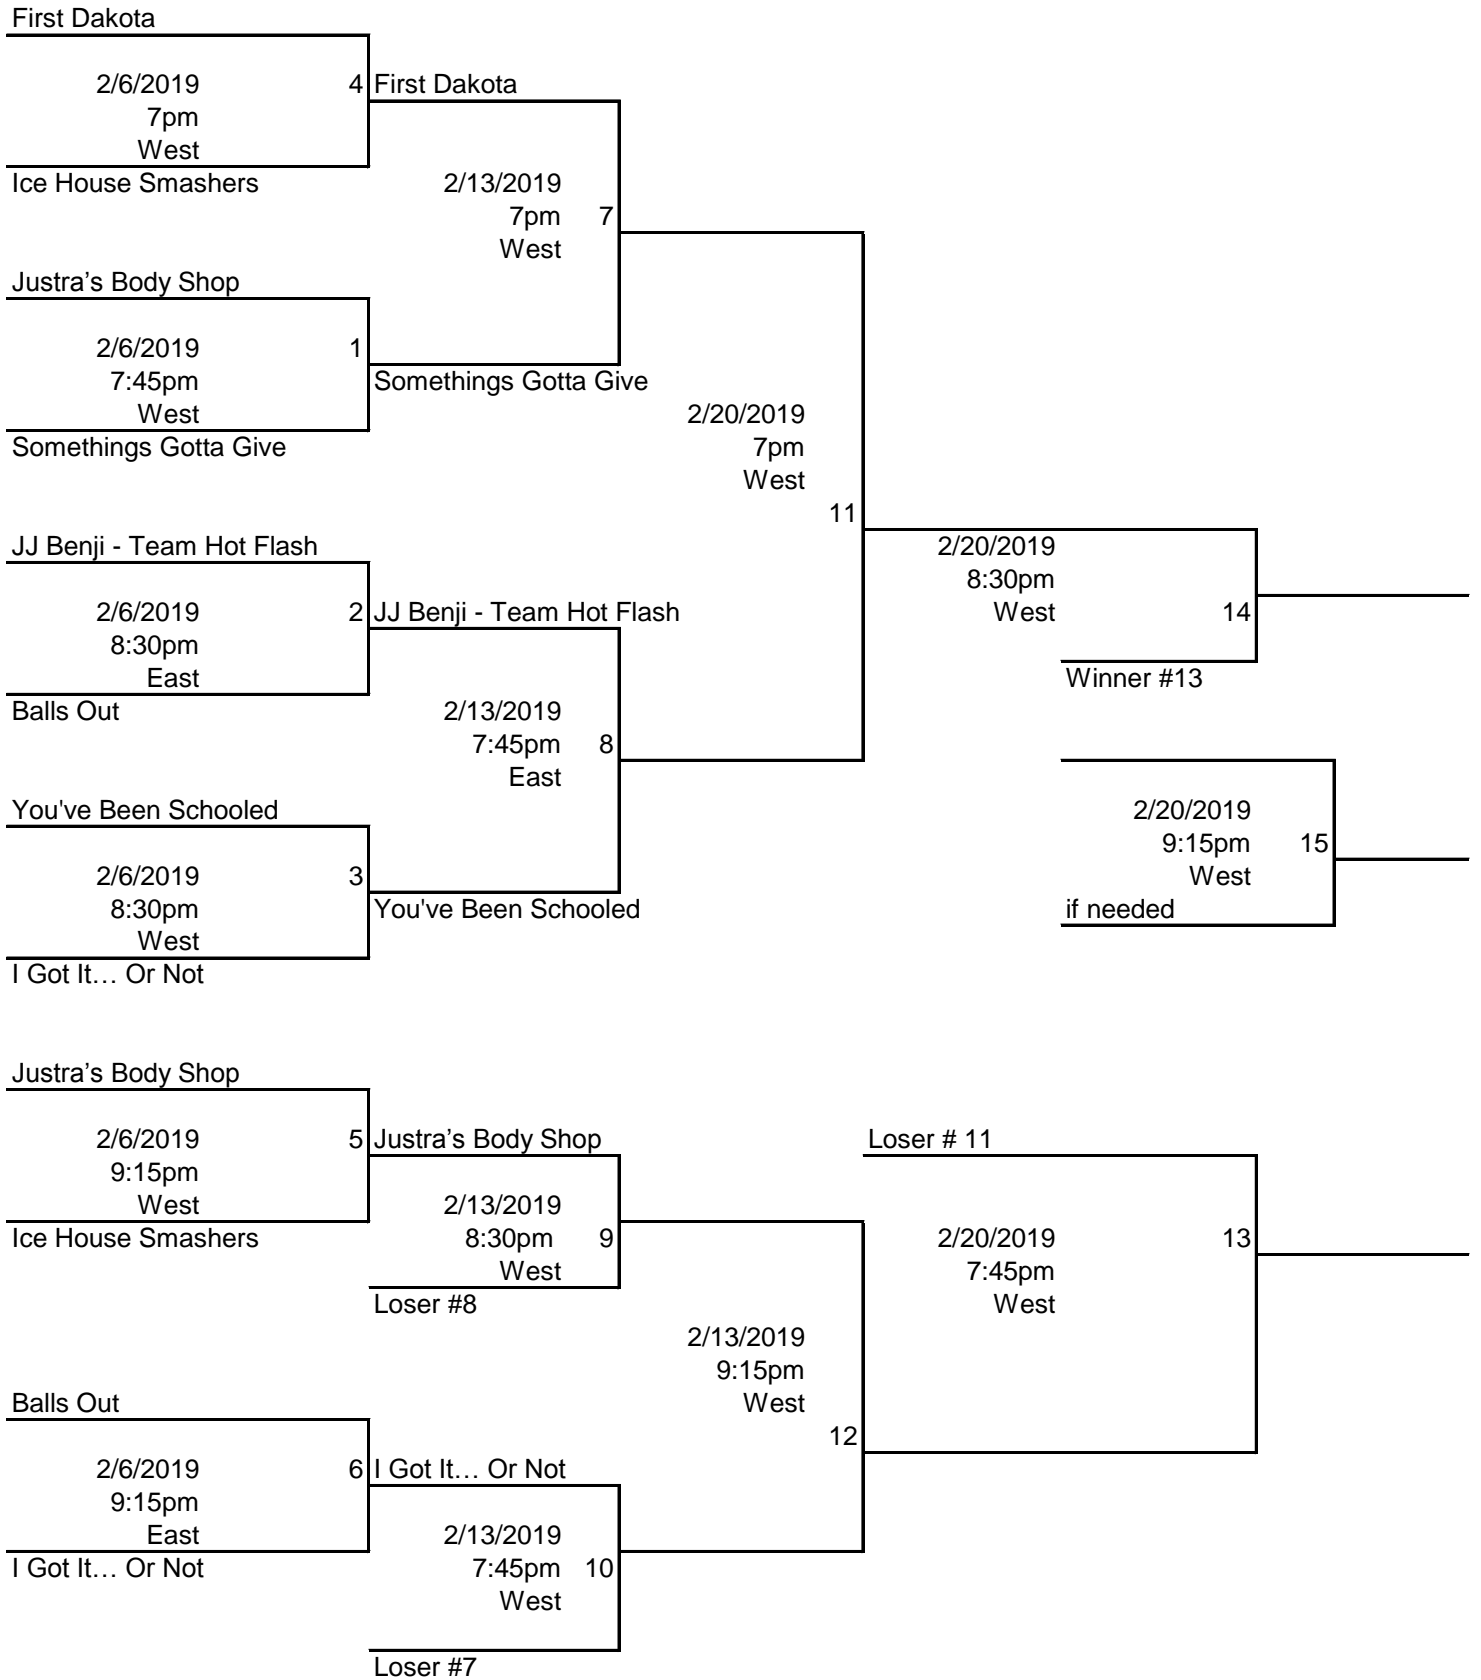 First Dakota
2/6/2019 4 First Dakota
7pm
West
Ice House Smashers 2/13/2019
7pm 7
West
Justra’s Body Shop
2/6/2019 1
7:45pm Somethings Gotta Give
West 2/20/2019
Somethings Gotta Give 7pm
West
11
JJ Benji - Team Hot Flash 2/20/2019
8:30pm
2/6/2019 2 JJ Benji - Team Hot Flash West 14
8:30pm
East Winner #13
Balls Out 2/13/2019
7:45pm 8
East
You've Been Schooled 2/20/2019
9:15pm 15
2/6/2019 3 West
8:30pm You've Been Schooled if needed
West
I Got It… Or Not
Justra’s Body Shop
2/6/2019 5 Justra’s Body Shop Loser # 11
9:15pm
West 2/13/2019
Ice House Smashers 8:30pm 9 2/20/2019 13
West 7:45pm
Loser #8 West
2/13/2019
9:15pm
Balls Out West
12
2/6/2019 6 I Got It… Or Not
9:15pm
East 2/13/2019
I Got It… Or Not 7:45pm 10
West
Loser #7